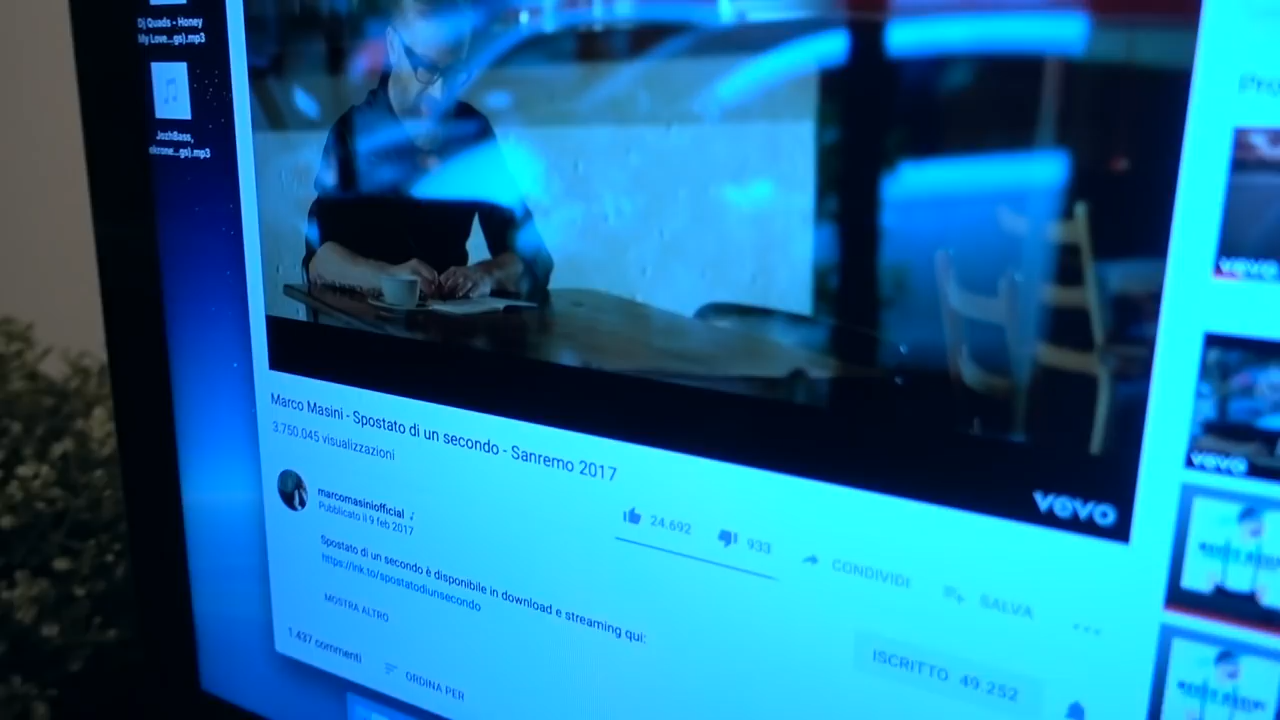 Dj Quads - Honey
My Love...gs).mp3
JozhBass,
ekrone...gs).mp3
vevo
Marco Masini - Spostato di un secondo - Sanremo 2017
3.750.045 visualizzazioni
24.692
933
CONDIVIDI
SALVA
marcomasiniofficial ♪
Pubblicato il 9 feb 2017
ISCRITTO 49.252
Spostato di un secondo è disponibile in download e streaming qui:
https://lnk.to/spostatodiunsecondo
MOSTRA ALTRO
1.437 commenti
ORDINA PER
vevo
vevo